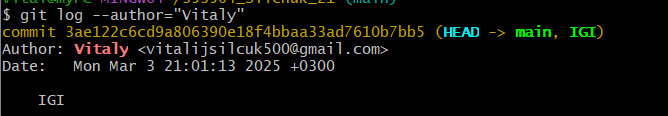 $ git log --author="Vitaly"
commit 3ae122c6cd9a806390e18f4bbaa33ad7610b7bb5 (HEAD -> main, IGI)
Author: Vitaly <vitalijsilcuk500@gmail.com>
Date:   Mon Mar 3 21:01:13 2025 +0300
IGI